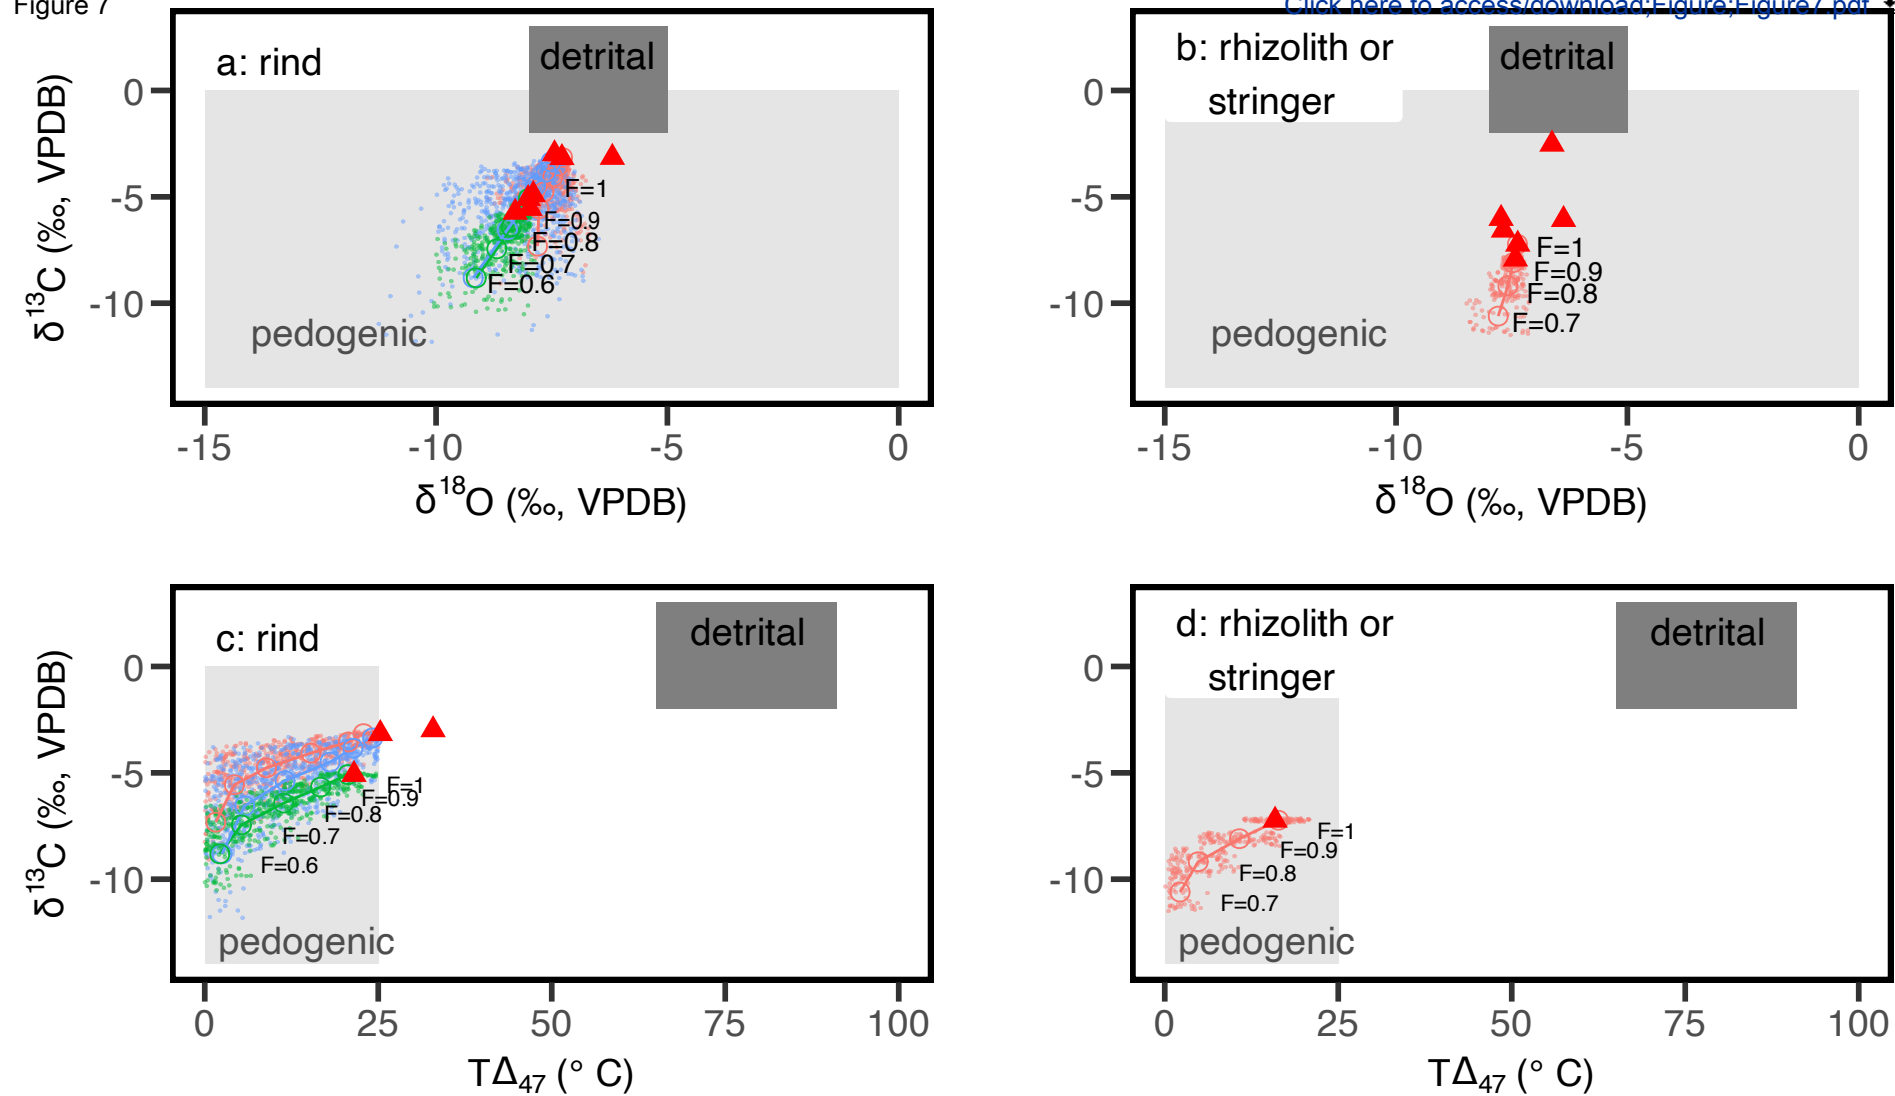 Figure 7
Click here to access/download;Figure;Figure7.pdf
a: rind
detrital
0
-5
-10
δ¹³C (‰, VPDB)
F=1
F=0.9
F=0.8
F=0.7
F=0.6
pedogenic
-15 -10 -5 0
δ¹⁸O (‰, VPDB)
b: rhizolith or
stringer
detrital
0
-5
-10
F=1
F=0.9
F=0.8
F=0.7
pedogenic
-15 -10 -5 0
δ¹⁸O (‰, VPDB)
c: rind
detrital
0
-5
-10
δ¹³C (‰, VPDB)
F=1
F=0.9
F=0.8
F=0.7
F=0.6
pedogenic
0 25 50 75 100
TΔ₄₇ (° C)
d: rhizolith or
stringer
detrital
0
-5
-10
F=1
F=0.9
F=0.8
F=0.7
pedogenic
0 25 50 75 100
TΔ₄₇ (° C)